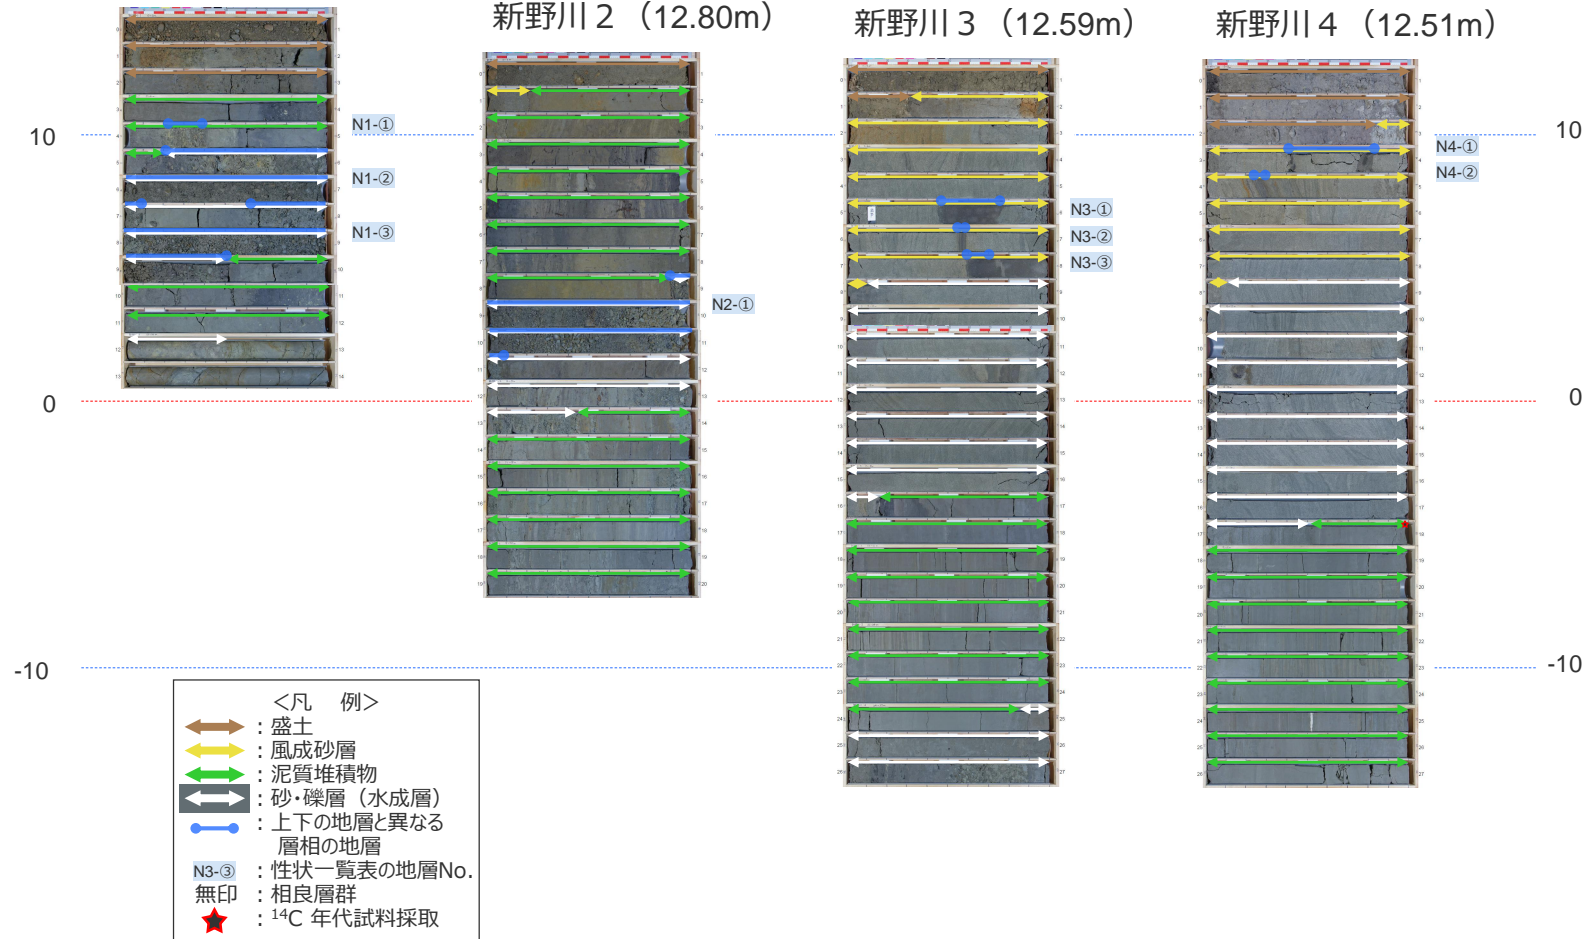 新野川２（12.80m）
新野川３（12.59m）
新野川４（12.51m）
10
10
N1-①
N1-②
N1-③
N2-①
N3-①
N3-②
N3-③
N4-①
N4-②
0
0
-10
-10
＜凡　例＞
：盛土
：風成砂層
：泥質堆積物
：砂・礫層（水成層）
：上下の地層と異なる
層相の地層
N3-③ ：性状一覧表の地層No.
無印 ：相良層群
：14C 年代試料採取